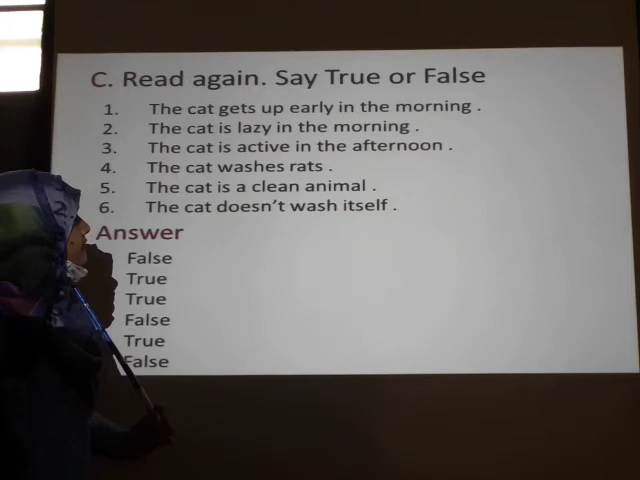 C. Read again. Say True or False
1. The cat gets up early in the morning .
2. The cat is lazy in the morning .
3. The cat is active in the afternoon .
4. The cat washes rats .
5. The cat is a clean animal .
6. The cat doesn't wash itself .
Answer
False
True
True
False
True
False